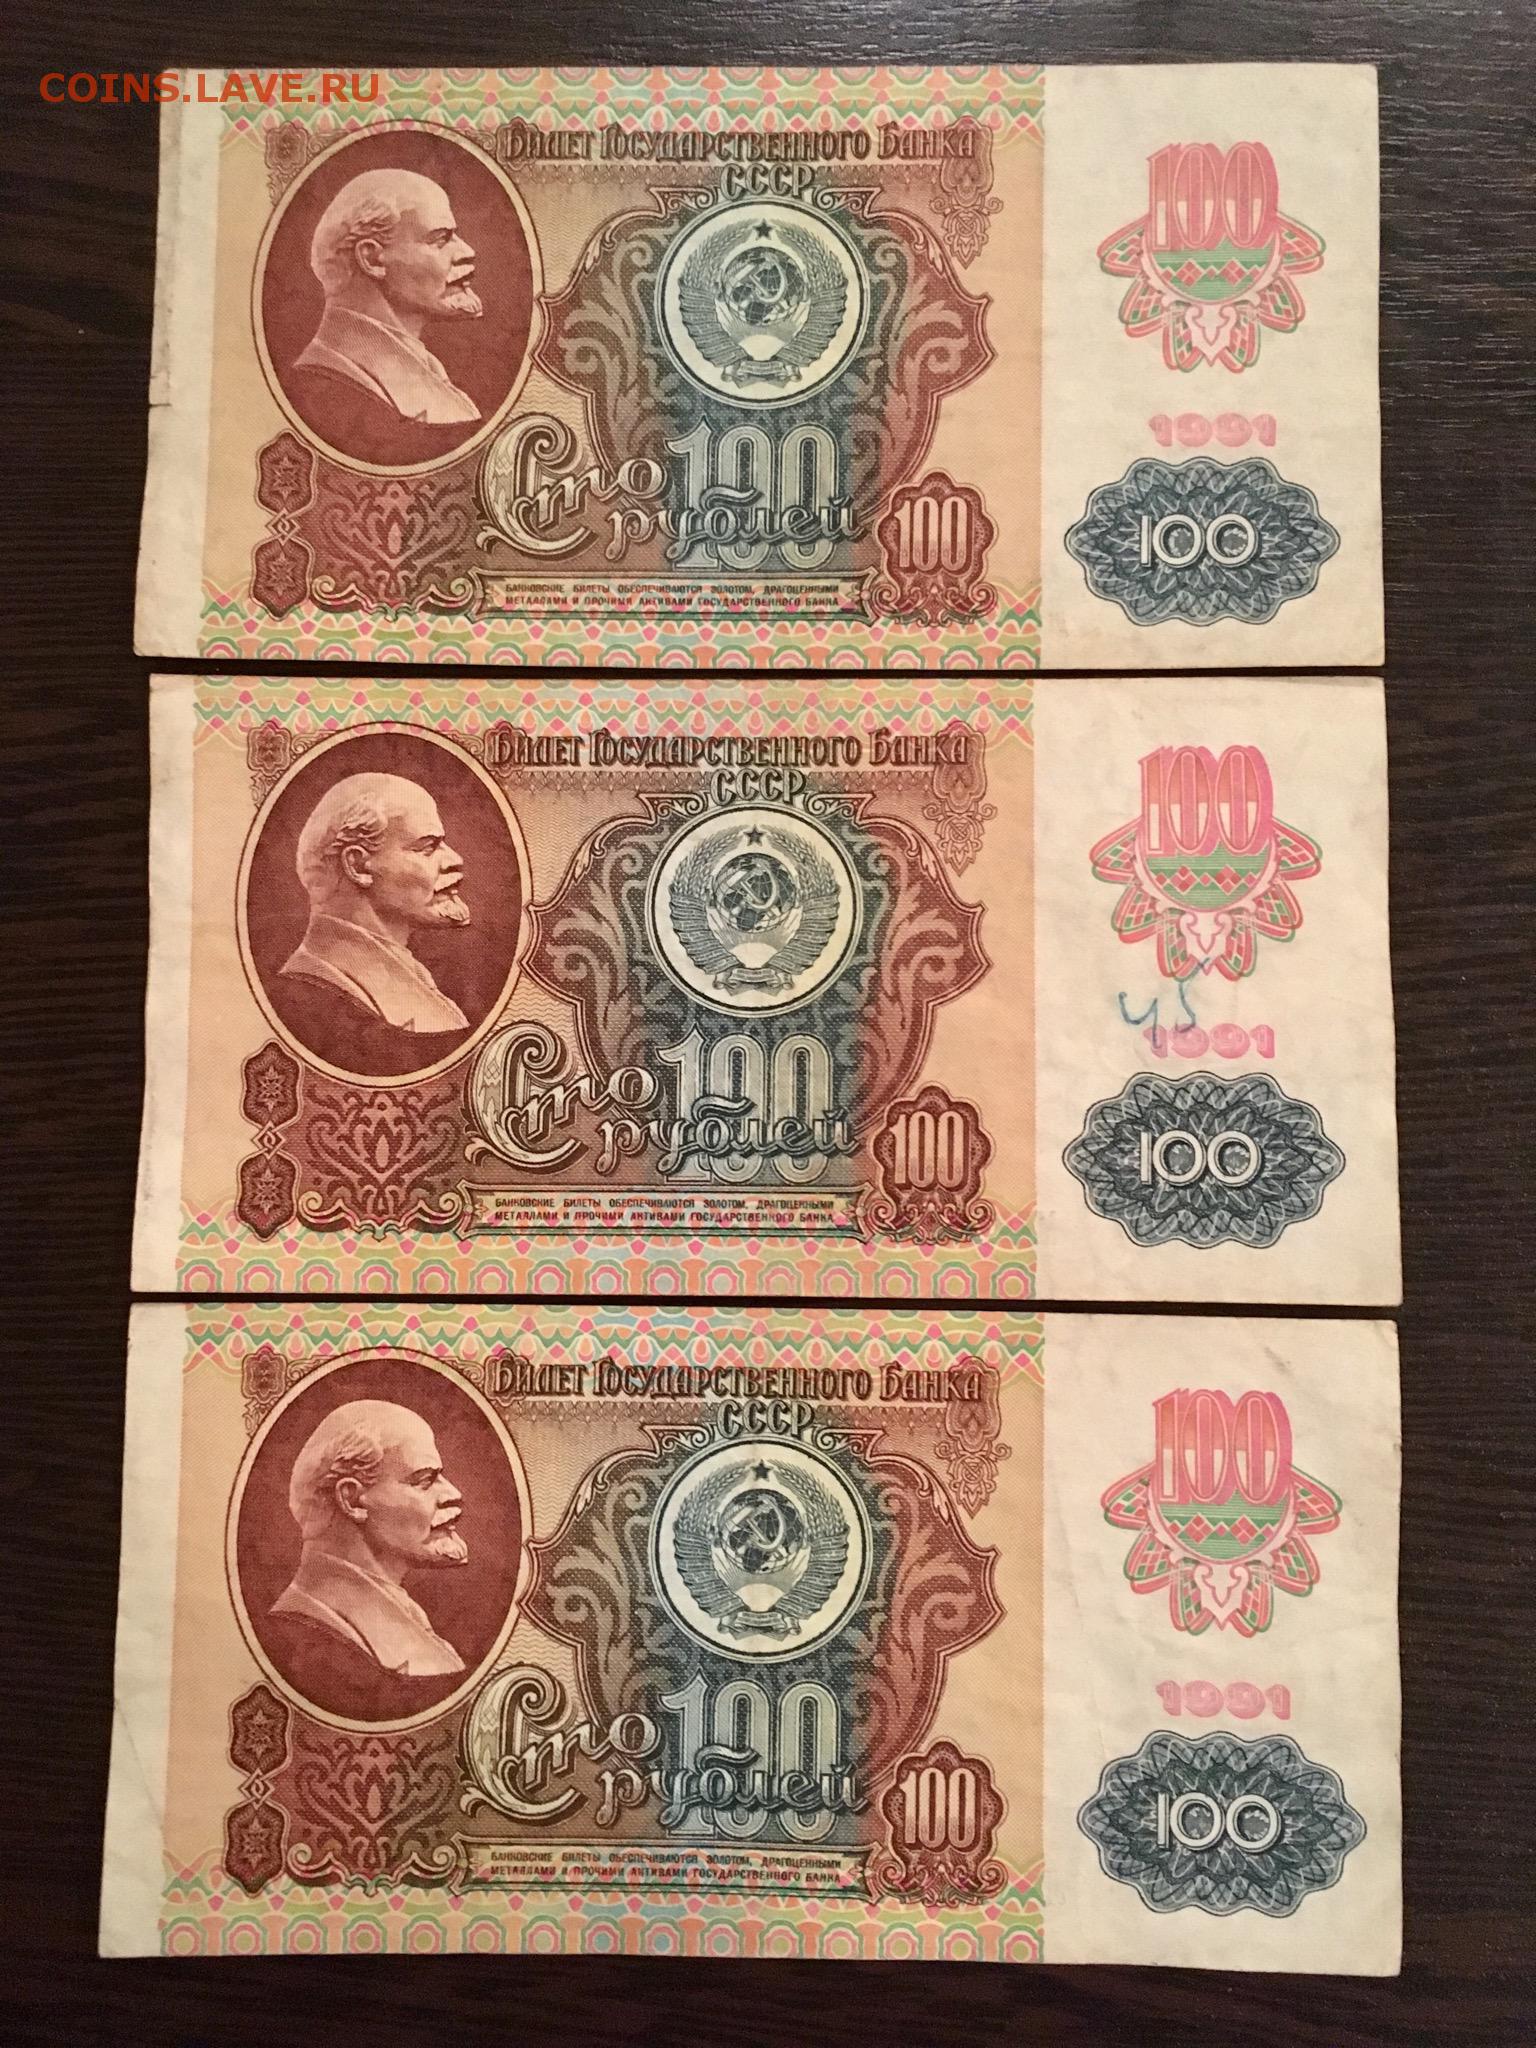 COINS.LAVE.RU
Билет Государственного Банка
СССР
100
1991
100
Сто 100
рублей
100
100
БАНКОВСКИЕ БИЛЕТЫ ОБЕСПЕЧИВАЮТСЯ ЗОЛОТОМ, ДРАГОЦЕННЫМИ
МЕТАЛЛАМИ И ПРОЧИМИ АКТИВАМИ ГОСУДАРСТВЕННОГО БАНКА
Билет Государственного Банка
СССР
100
1991
100
Сто 100
рублей
100
100
БАНКОВСКИЕ БИЛЕТЫ ОБЕСПЕЧИВАЮТСЯ ЗОЛОТОМ, ДРАГОЦЕННЫМИ
МЕТАЛЛАМИ И ПРОЧИМИ АКТИВАМИ ГОСУДАРСТВЕННОГО БАНКА
Билет Государственного Банка
СССР
100
1991
100
Сто 100
рублей
100
100
БАНКОВСКИЕ БИЛЕТЫ ОБЕСПЕЧИВАЮТСЯ ЗОЛОТОМ, ДРАГОЦЕННЫМИ
МЕТАЛЛАМИ И ПРОЧИМИ АКТИВАМИ ГОСУДАРСТВЕННОГО БАНКА